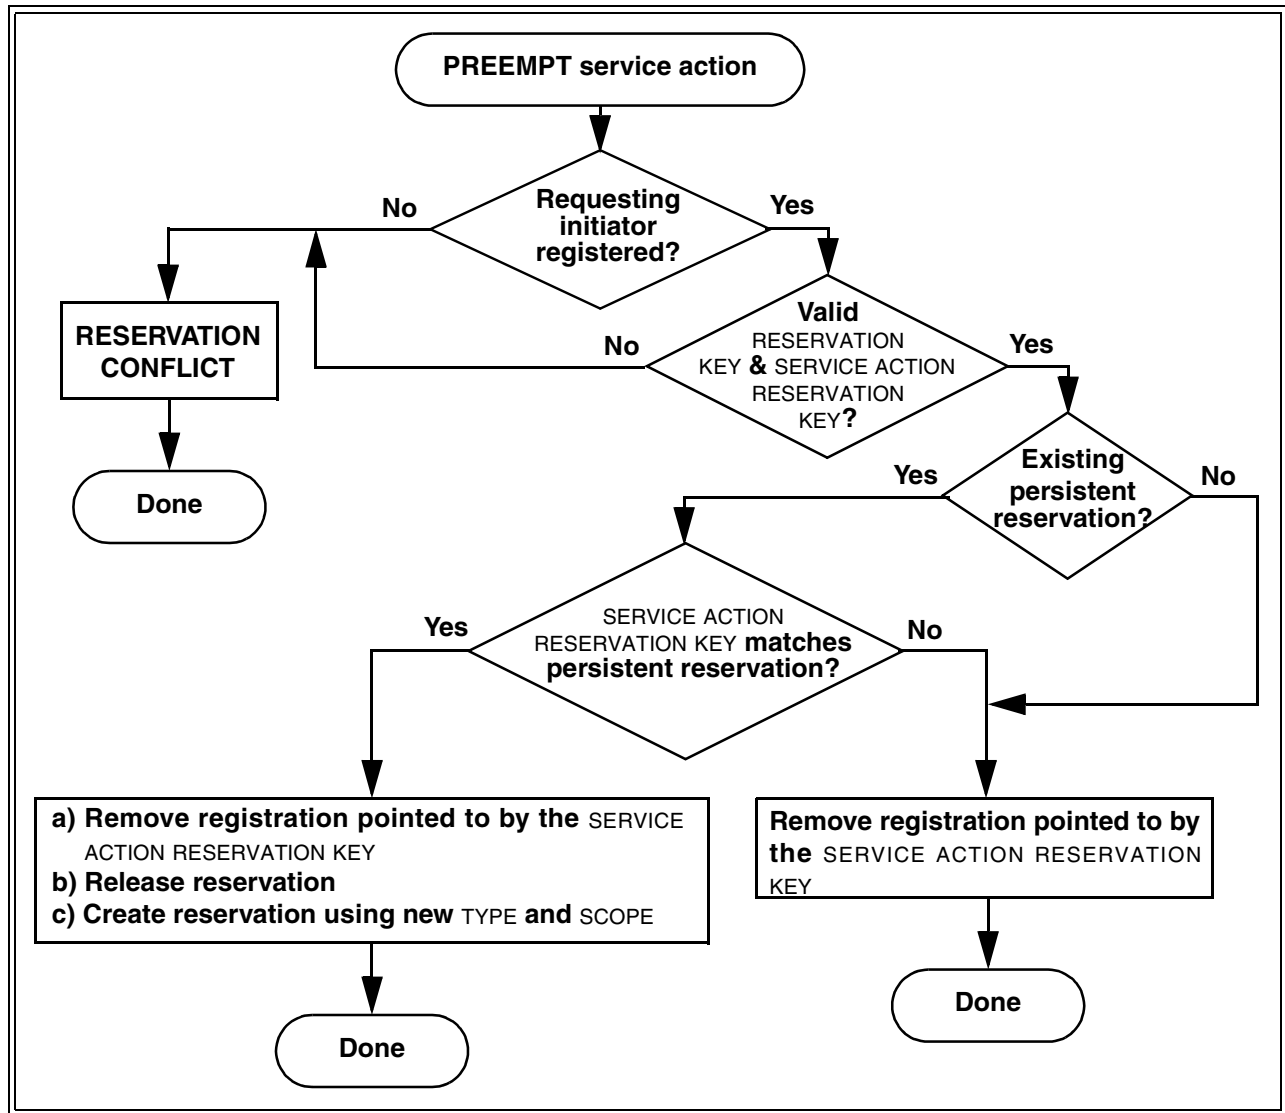 PREEMPT service action
Requesting
initiator
registered?
No
Yes
RESERVATION
CONFLICT
Done
Valid
RESERVATION
KEY & SERVICE ACTION
RESERVATION
KEY?
No
Yes
Existing
persistent
reservation?
Yes
No
SERVICE ACTION
RESERVATION KEY matches
persistent reservation?
Yes
No
a) Remove registration pointed to by the SERVICE
ACTION RESERVATION KEY
b) Release reservation
c) Create reservation using new TYPE and SCOPE
Done
Remove registration pointed to by
the SERVICE ACTION RESERVATION
KEY
Done